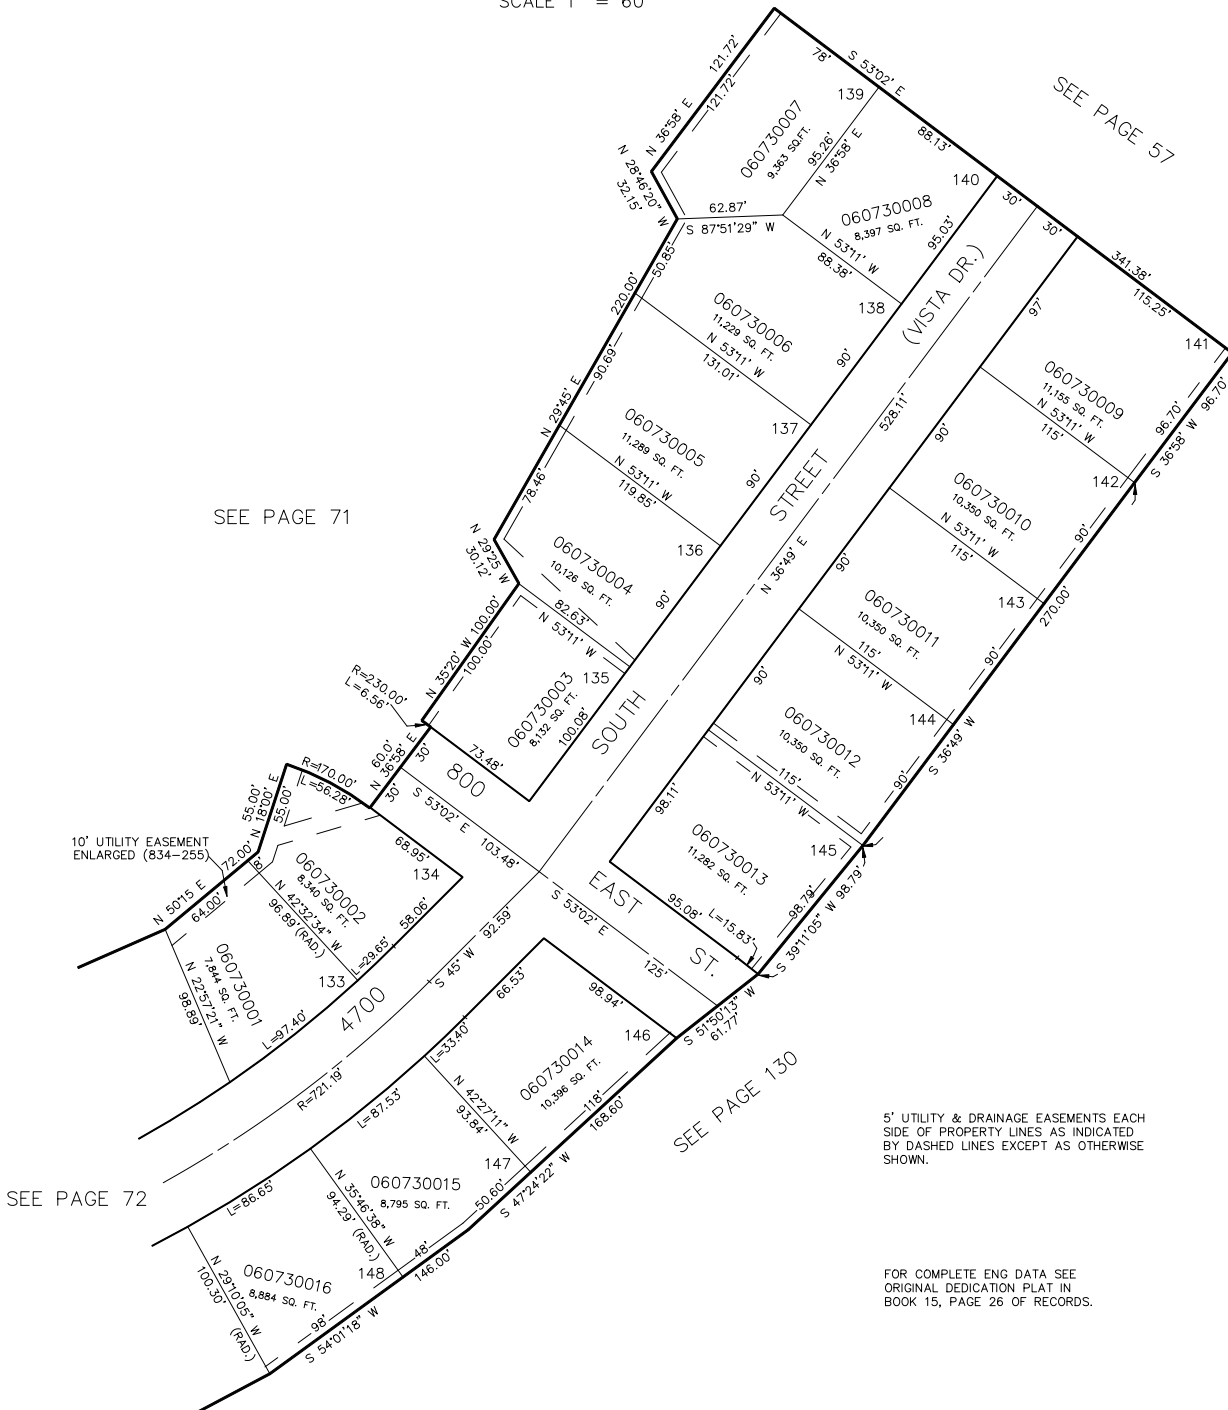 SCALE 1" = 60'
SEE PAGE 57
121.72'
121.72'
N 36°58' E
78'
S 53°02' E
139
060730007
9,363 SQ.FT.
95.26'
N 36°58' E
88.13'
N 28°46'20" W
32.15'
62.87'
S 87°51'29" W
140
060730008
8,397 SQ. FT.
N 53°11' W
88.38'
95.03'
30'
30'
341.38'
115.25'
220.00'
50.85'
138
060730006
11,229 SQ. FT.
N 53°11' W
131.01'
90'
(VISTA DR.)
97'
141
060730009
11,155 SQ. FT.
N 53°11' W
115'
96.70'
S 36°58' W 96.70'
N 29°45' E
90.69'
137
060730005
11,289 SQ. FT.
N 53°11' W
119.85'
90'
528.11'
STREET
90'
142
060730010
10,350 SQ. FT.
N 53°11' W
115'
90'
SEE PAGE 71
78.46'
N 29°25 W
30.12'
136
060730004
10,126 SQ. FT.
82.63'
N 53°11' W
90'
N 36°49' E
90'
143
060730011
10,350 SQ. FT.
115'
N 53°11' W
90'
270.00'
N 35°20' W 100.00'
100.00'
135
060730003
8,132 SQ. FT.
100.08'
73.48'
R=230.00'
L=6.56'
SOUTH
90'
144
060730012
10,350 SQ. FT.
115'
N 53°11' W
90'
S 36°49' W
60.0'
N 36°58' E
30'
30'
800
S 53°02' E
103.48'
98.11'
145
060730013
11,282 SQ. FT.
95.08'
L=15.83'
98.79'
S 39°11'05" W 98.79'
R=170.00'
L=56.28'
55.00'
N 18°00' E
55.00'
10' UTILITY EASEMENT
ENLARGED (834-255)
72.00'
8'
68.95'
134
060730002
8,340 SQ. FT.
N 42°32'34" W
96.89'(RAD.)
58.06'
L=29.65'
N 50°15 E
64.00'
133
060730001
7,844 SQ. FT.
N 22°57'21" W
98.89'
L=97.40'
EAST
S 53°02' E
ST.
125'
S 45° W
92.59'
4700
R=721.19'
66.53'
98.94'
146
S 51°50'13" W
61.77'
L=33.40'
060730014
10,396 SQ. FT.
N 42°27'11" W
93.84'
118'
168.60'
SEE PAGE 130
L=87.53'
147
060730015
8,795 SQ. FT.
N 35°46'38" W
94.29' (RAD.)
50.60'
S 47°24'22" W
5' UTILITY & DRAINAGE EASEMENTS EACH
SIDE OF PROPERTY LINES AS INDICATED
BY DASHED LINES EXCEPT AS OTHERWISE
SHOWN.
SEE PAGE 72
L=86.65'
48'
146.00'
148
060730016
8,884 SQ. FT.
N 29°10'05" W
100.30'
(RAD.)
98'
S 54°01'18" W
FOR COMPLETE ENG DATA SEE
ORIGINAL DEDICATION PLAT IN
BOOK 15, PAGE 26 OF RECORDS.